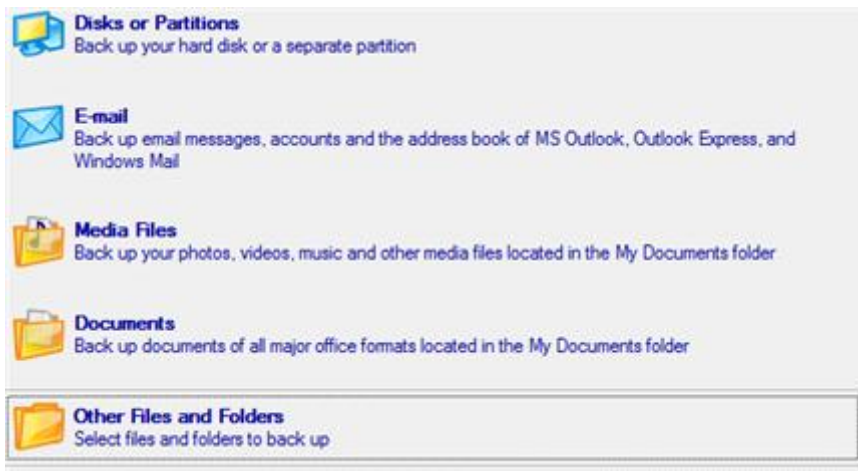 Disks or Partitions
Back up your hard disk or a separate partition
E-mail
Back up email messages, accounts and the address book of MS Outlook, Outlook Express, and
Windows Mail
Media Files
Back up your photos, videos, music and other media files located in the My Documents folder
Documents
Back up documents of all major office formats located in the My Documents folder
Other Files and Folders
Select files and folders to back up